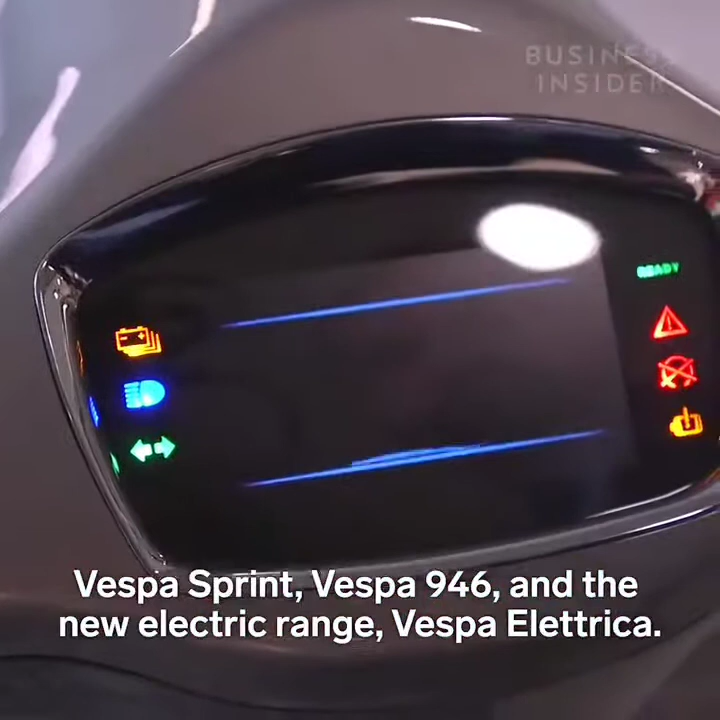 BUSINESS
INSIDER
READY
Vespa Sprint, Vespa 946, and the
new electric range, Vespa Elettrica.